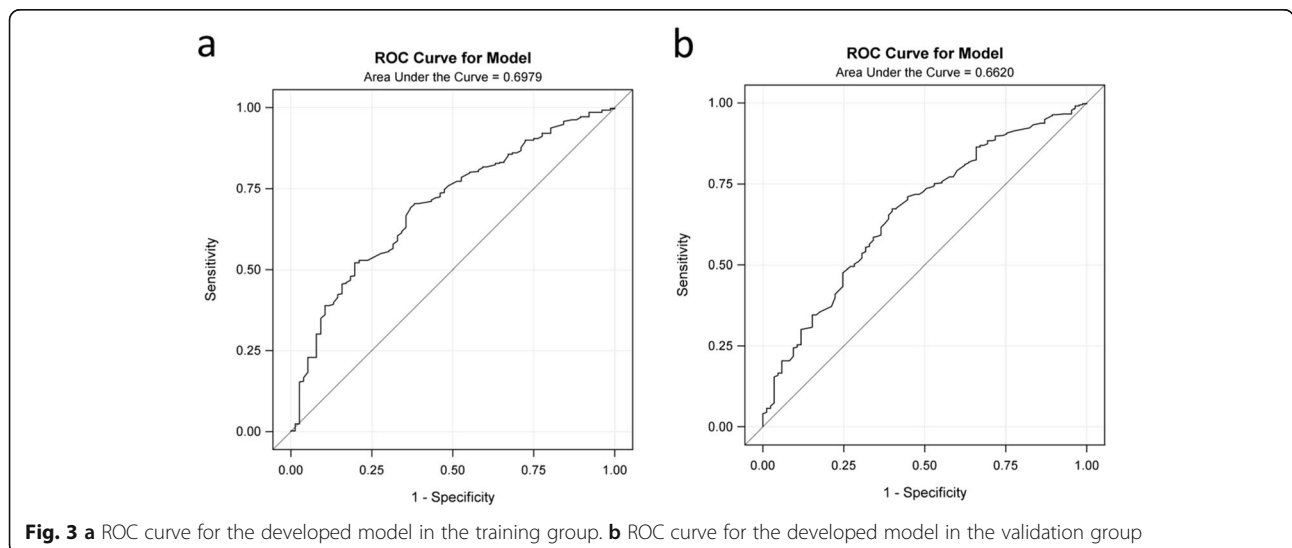 a
ROC Curve for Model
Area Under the Curve = 0.6979
1.00
0.75
0.50
0.25
0.00
Sensitivity
0.00 0.25 0.50 0.75 1.00
1 - Specificity
b
ROC Curve for Model
Area Under the Curve = 0.6620
1.00
0.75
0.50
0.25
0.00
Sensitivity
0.00 0.25 0.50 0.75 1.00
1 - Specificity
Fig. 3 a ROC curve for the developed model in the training group. b ROC curve for the developed model in the validation group